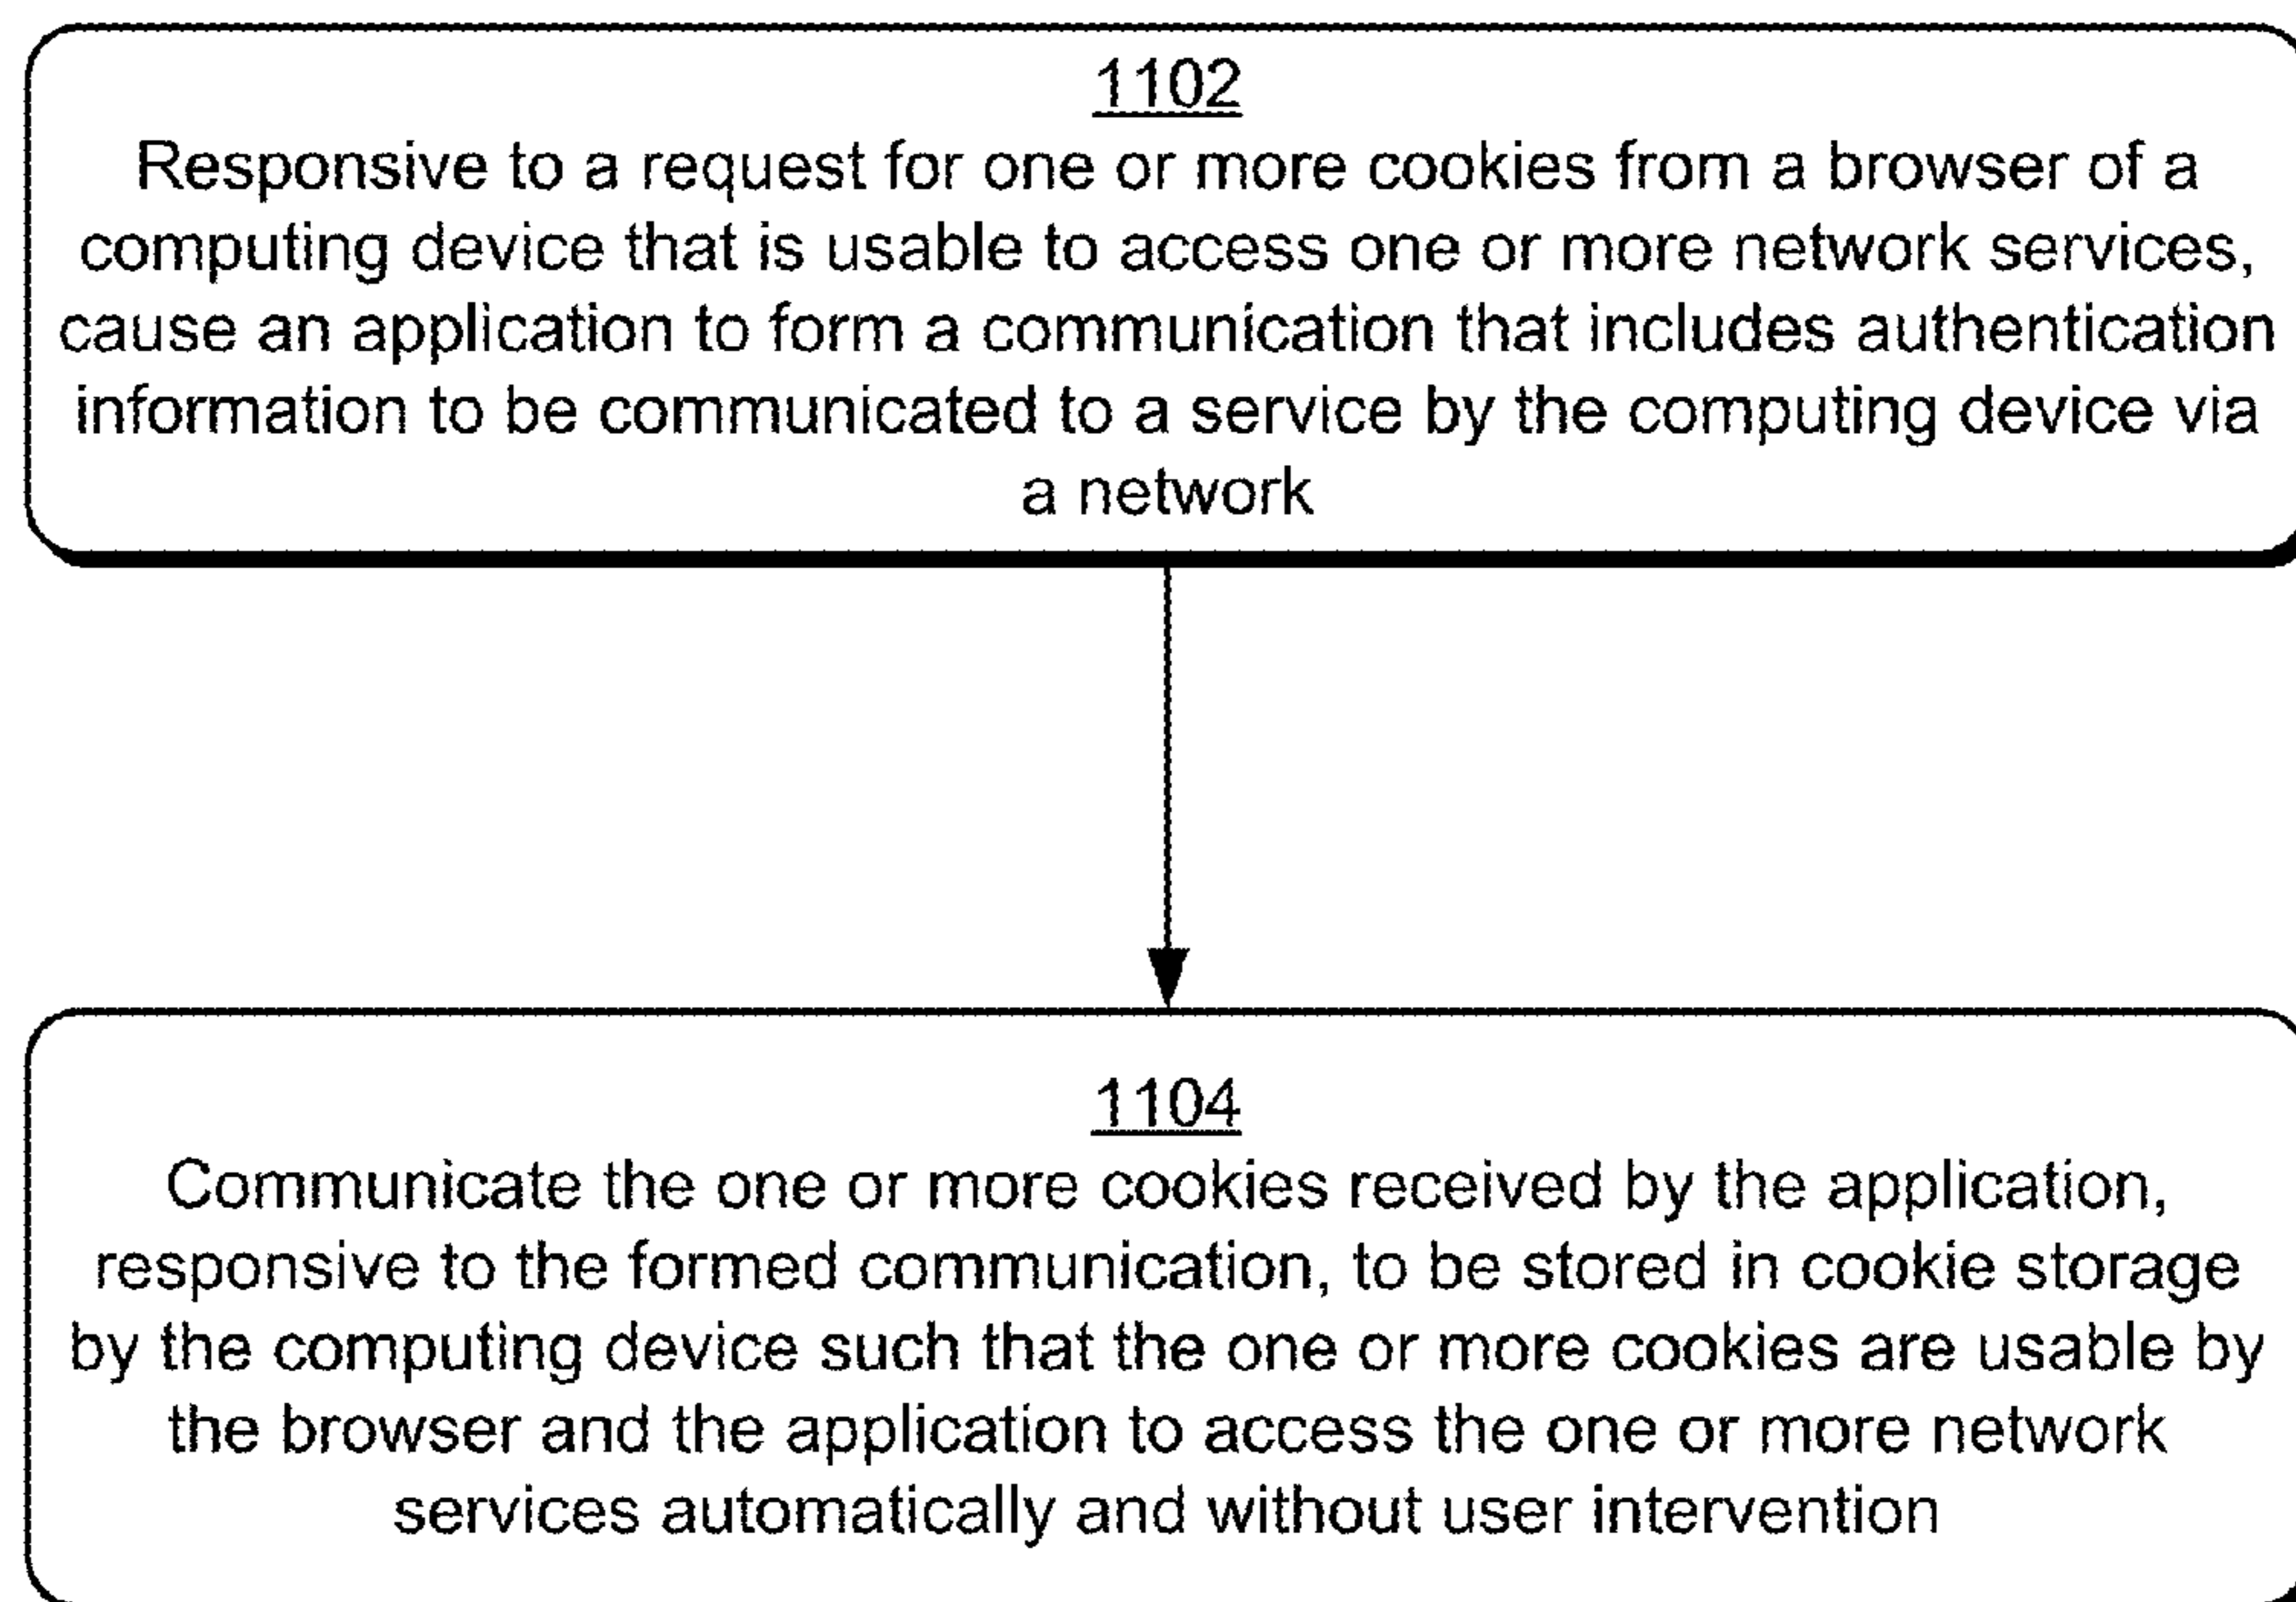 1102
Responsive to a request for one or more cookies from a browser of a
computing device that is usable to access one or more network services,
cause an application to form a communication that includes authentication
information to be communicated to a service by the computing device via
a network
1104
Communicate the one or more cookies received by the application,
responsive to the formed communication, to be stored in cookie storage
by the computing device such that the one or more cookies are usable by
the browser and the application to access the one or more network
services automatically and without user intervention